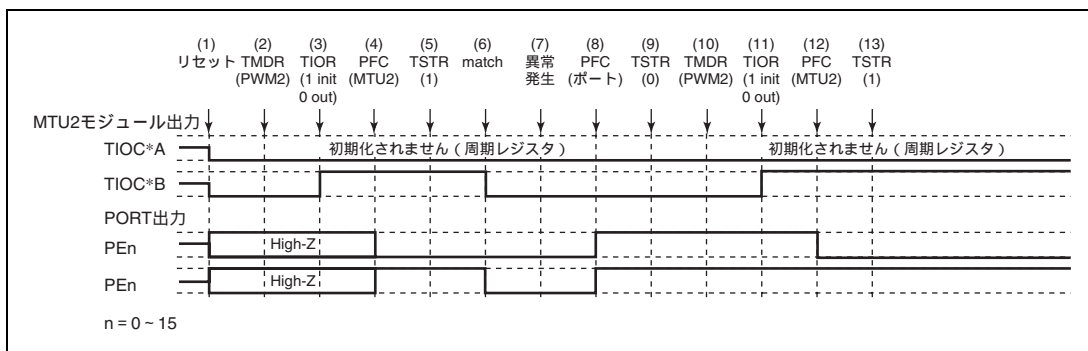 (1) (2) (3) (4) (5) (6) (7) (8) (9) (10) (11) (12) (13)
リセット TMDR TIOR PFC TSTR match 異常 PFC TSTR TMDR TIOR PFC TSTR
(PWM2) (1 init (MTU2) (1) 発生 (ポート) (0) (PWM2) (1 init (MTU2) (1)
0 out) 0 out)
MTU2モジュール出力
TIOC*A 初期化されません（周期レジスタ） 初期化されません（周期レジスタ）
TIOC*B
PORT出力
PEn High-Z
PEn High-Z
n = 0 ~ 15